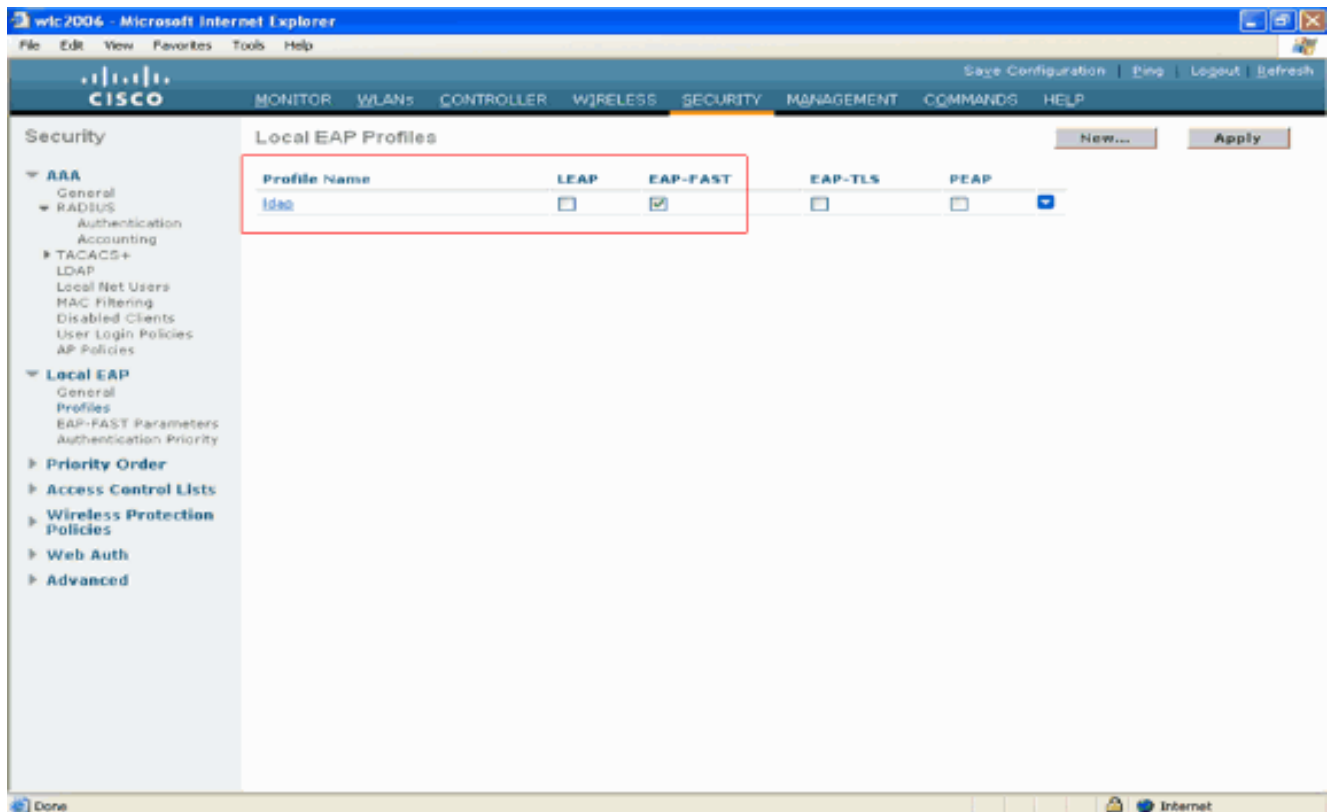 wlc2006 - Microsoft Internet Explorer
File Edit View Favorites Tools Help
Save Configuration | Ping | Logout | Refresh
CISCO
MONITOR WLANs CONTROLLER WIRELESS SECURITY MANAGEMENT COMMANDS HELP
Security
AAA
General
RADIUS
Authentication
Accounting
TACACS+
LDAP
Local Net Users
MAC Filtering
Disabled Clients
User Login Policies
AP Policies
Local EAP
General
Profiles
EAP-FAST Parameters
Authentication Priority
Priority Order
Access Control Lists
Wireless Protection
Policies
Web Auth
Advanced
Local EAP Profiles
New... Apply
Profile Name LEAP EAP-FAST EAP-TLS PEAP
ldap
Done
Internet